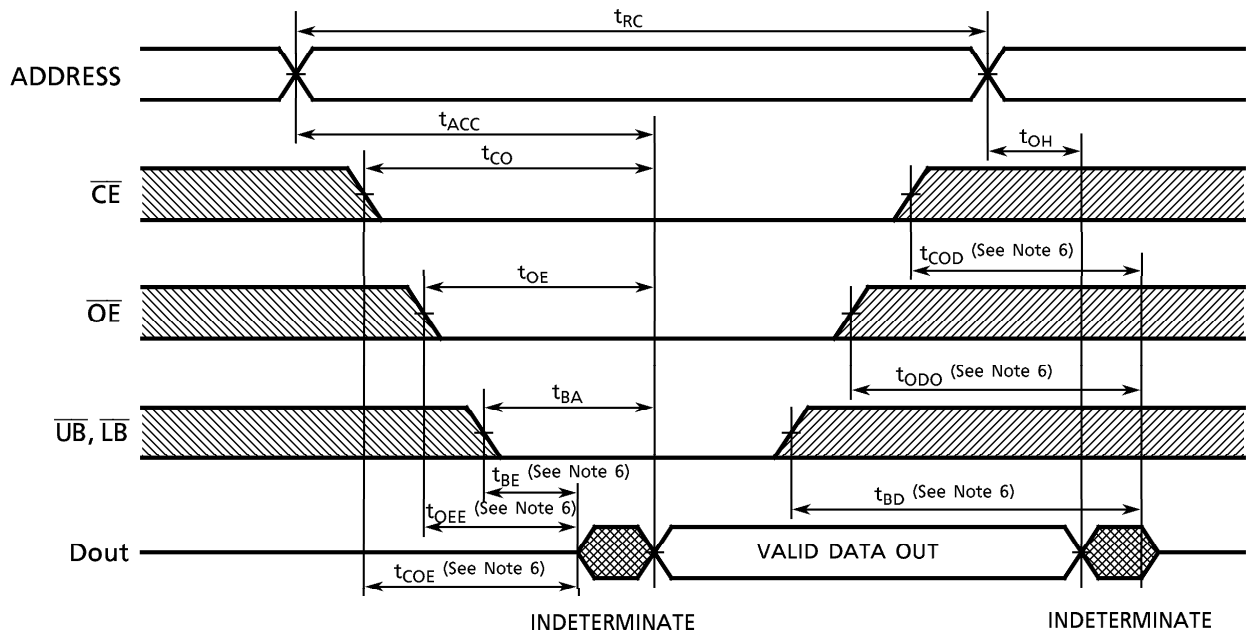 tRC
ADDRESS
tACC
tOH
tCO
CE
tCOD (See Note 6)
tOE
OE
tODO (See Note 6)
tBA
UB, LB
tBE (See Note 6)
tBD (See Note 6)
tOEE (See Note 6)
Dout
VALID DATA OUT
tCOE (See Note 6)
INDETERMINATE
INDETERMINATE